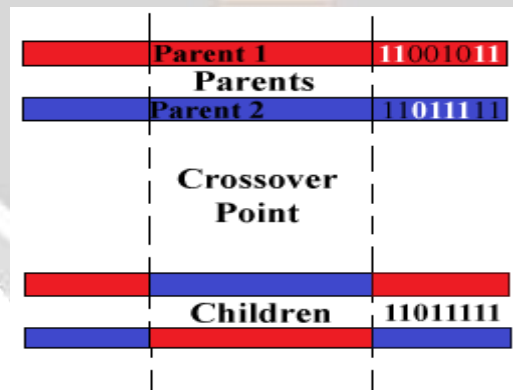 Parent 1 11001011
Parents
Parent 2 11011111
Crossover
Point
Children 11011111